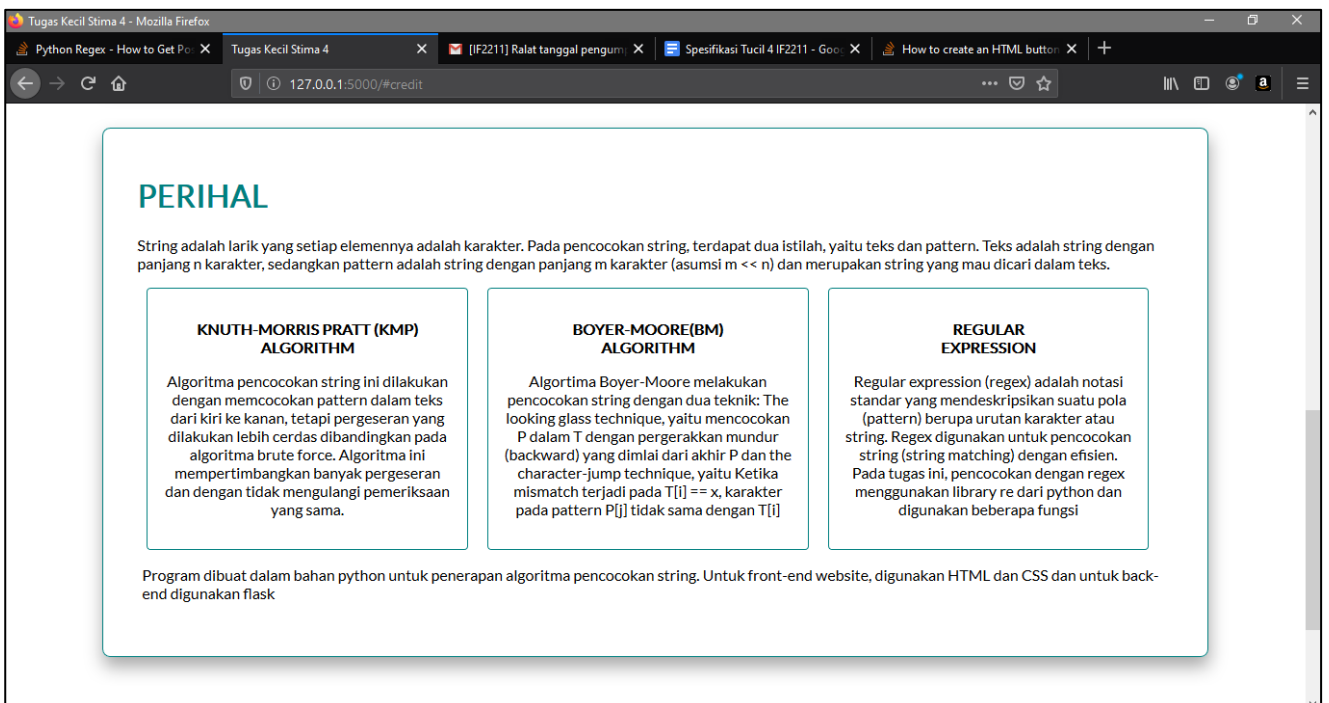 Tugas Kecil Stima 4 - Mozilla Firefox
Python Regex - How to Get Po
Tugas Kecil Stima 4
[IF2211] Ralat tanggal pengum
Spesifikasi Tucil 4 IF2211 - Goo
How to create an HTML button
127.0.0.1:5000/#credit
PERIHAL
String adalah larik yang setiap elemennya adalah karakter. Pada pencocokan string, terdapat dua istilah, yaitu teks dan pattern. Teks adalah string dengan
panjang n karakter, sedangkan pattern adalah string dengan panjang m karakter (asumsi m << n) dan merupakan string yang mau dicari dalam teks.
KNUTH-MORRIS PRATT (KMP)
ALGORITHM
Algoritma pencocokan string ini dilakukan
dengan memcocokan pattern dalam teks
dari kiri ke kanan, tetapi pergeseran yang
dilakukan lebih cerdas dibandingkan pada
algoritma brute force. Algoritma ini
mempertimbangkan banyak pergeseran
dan dengan tidak mengulangi pemeriksaan
yang sama.
BOYER-MOORE(BM)
ALGORITHM
Algortima Boyer-Moore melakukan
pencocokan string dengan dua teknik: The
looking glass technique, yaitu mencocokan
P dalam T dengan pergerakkan mundur
(backward) yang dimlai dari akhir P dan the
character-jump technique, yaitu Ketika
mismatch terjadi pada T[i] == x, karakter
pada pattern P[j] tidak sama dengan T[i]
REGULAR
EXPRESSION
Regular expression (regex) adalah notasi
standar yang mendeskripsikan suatu pola
(pattern) berupa urutan karakter atau
string. Regex digunakan untuk pencocokan
string (string matching) dengan efisien.
Pada tugas ini, pencocokan dengan regex
menggunakan library re dari python dan
digunakan beberapa fungsi
Program dibuat dalam bahan python untuk penerapan algoritma pencocokan string. Untuk front-end website, digunakan HTML dan CSS dan untuk back-
end digunakan flask